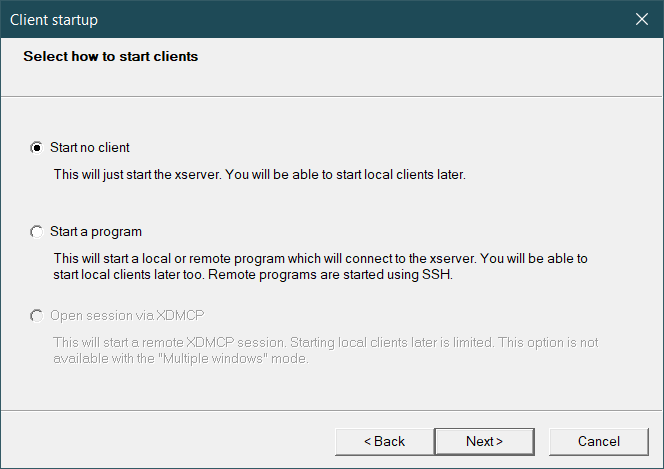 Client startup
Select how to start clients
Start no client
This will just start the xserver. You will be able to start local clients later.
Start a program
This will start a local or remote program which will connect to the xserver. You will be able to
start local clients later too. Remote programs are started using SSH.
Open session via XDMCP
This will start a remote XDMCP session. Starting local clients later is limited. This option is not
available with the "Multiple windows" mode.
< Back
Next >
Cancel